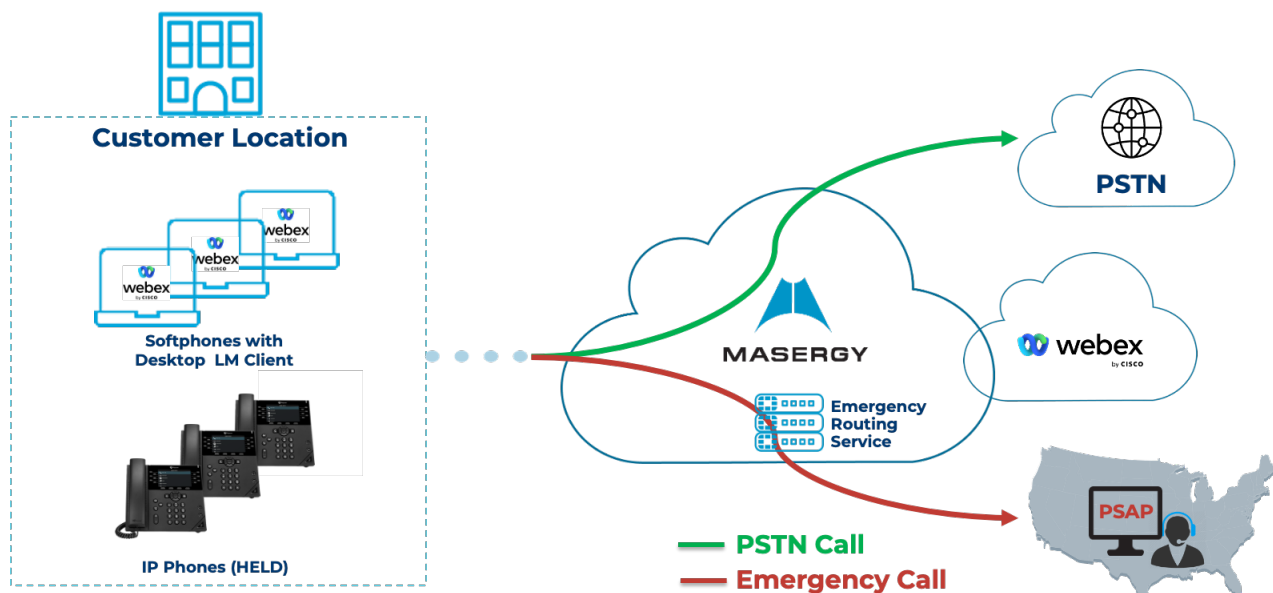 Customer Location
webex
by CISCO
webex
by CISCO
webex
by CISCO
Softphones with
Desktop LM Client
IP Phones (HELD)
PSTN
MASERGY
webex
by CISCO
Emergency
Routing
Service
PSAP
PSTN Call
Emergency Call